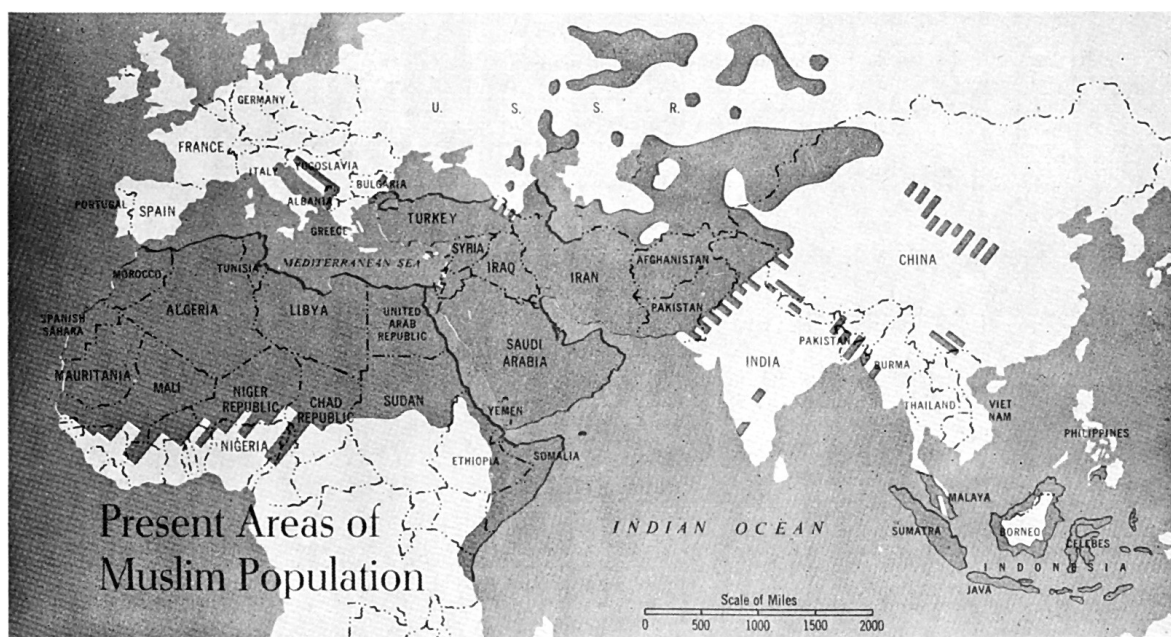 U. S. S. R.
GERMANY
FRANCE
ITALY
YUGOSLAVIA
BULGARIA
ALBANIA
PORTUGAL
SPAIN
GREECE
TURKEY
MEDITERRANEAN SEA
SYRIA
IRAQ
IRAN
AFGHANISTAN
PAKISTAN
CHINA
MOROCCO
TUNISIA
ALGERIA
LIBYA
UNITED
ARAB
REPUBLIC
SPANISH
SAHARA
SAUDI
ARABIA
INDIA
PAKISTAN
BURMA
MAURITANIA
MALI
NIGER
REPUBLIC
CHAD
REPUBLIC
SUDAN
YEMEN
THAILAND
VIET
NAM
PHILIPPINES
NIGERIA
ETHIOPIA
SOMALIA
MALAYA
SUMATRA
BORNEO
CELEBES
INDONESIA
JAVA
INDIAN OCEAN
Present Areas of
Muslim Population
Scale of Miles
0 500 1000 1500 2000